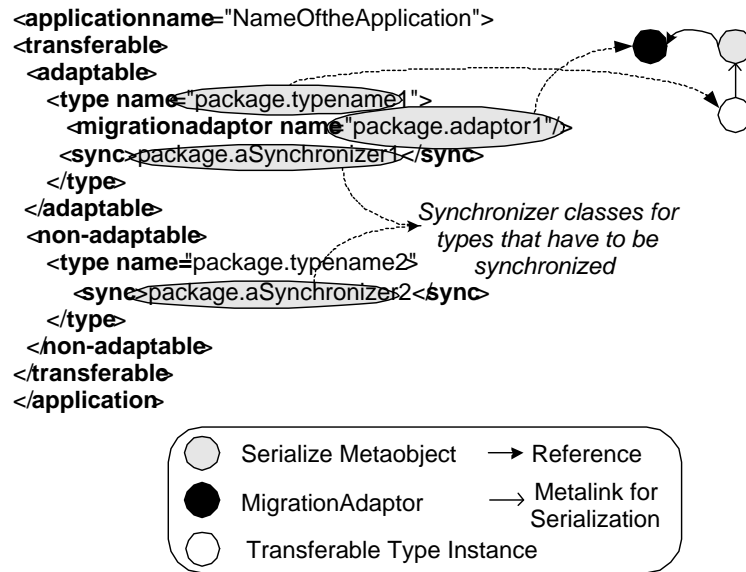 <applicationname="NameOftheApplication">
<transferable>
<adaptable>
<type name="package.typename1">
<migrationadaptor name="package.adaptor1"/>
<sync>package.aSynchronizer1</sync>
</type>
</adaptable>
<non-adaptable>
<type name="package.typename2">
<sync>package.aSynchronizer2</sync>
</type>
</non-adaptable>
</transferable>
</application>
Synchronizer classes for
types that have to be
synchronized
Serialize Metaobject
Reference
MigrationAdaptor
Metalink for
Serialization
Transferable Type Instance